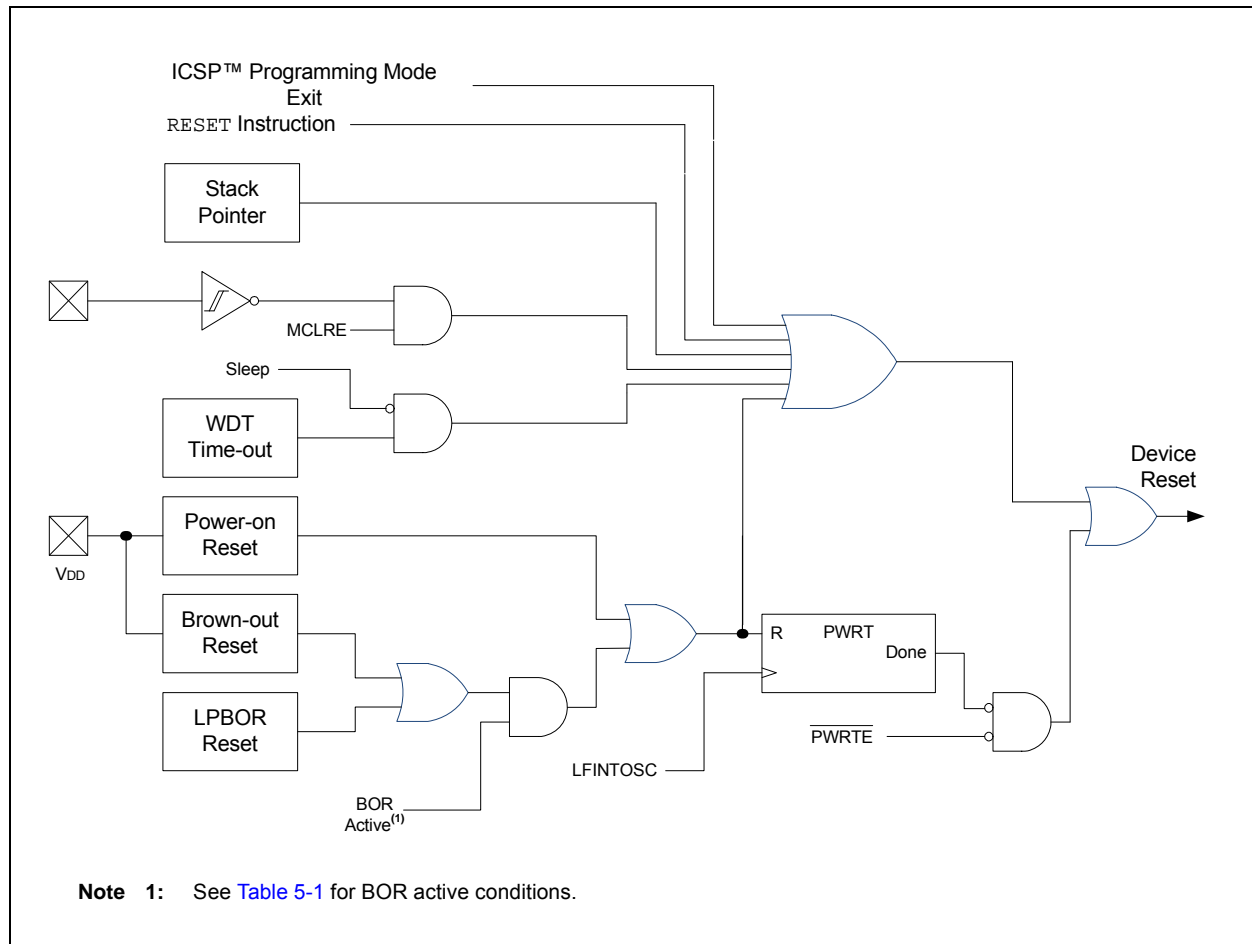 ICSP™ Programming Mode
Exit
RESET Instruction
Stack
Pointer
MCLRE
Sleep
WDT
Time-out
Device
Reset
Power-on
Reset
VDD
Brown-out
Reset
R PWRT
Done
LPBOR
Reset
PWRTE
LFINTOSC
BOR
Active(1)
Note 1: See Table 5-1 for BOR active conditions.